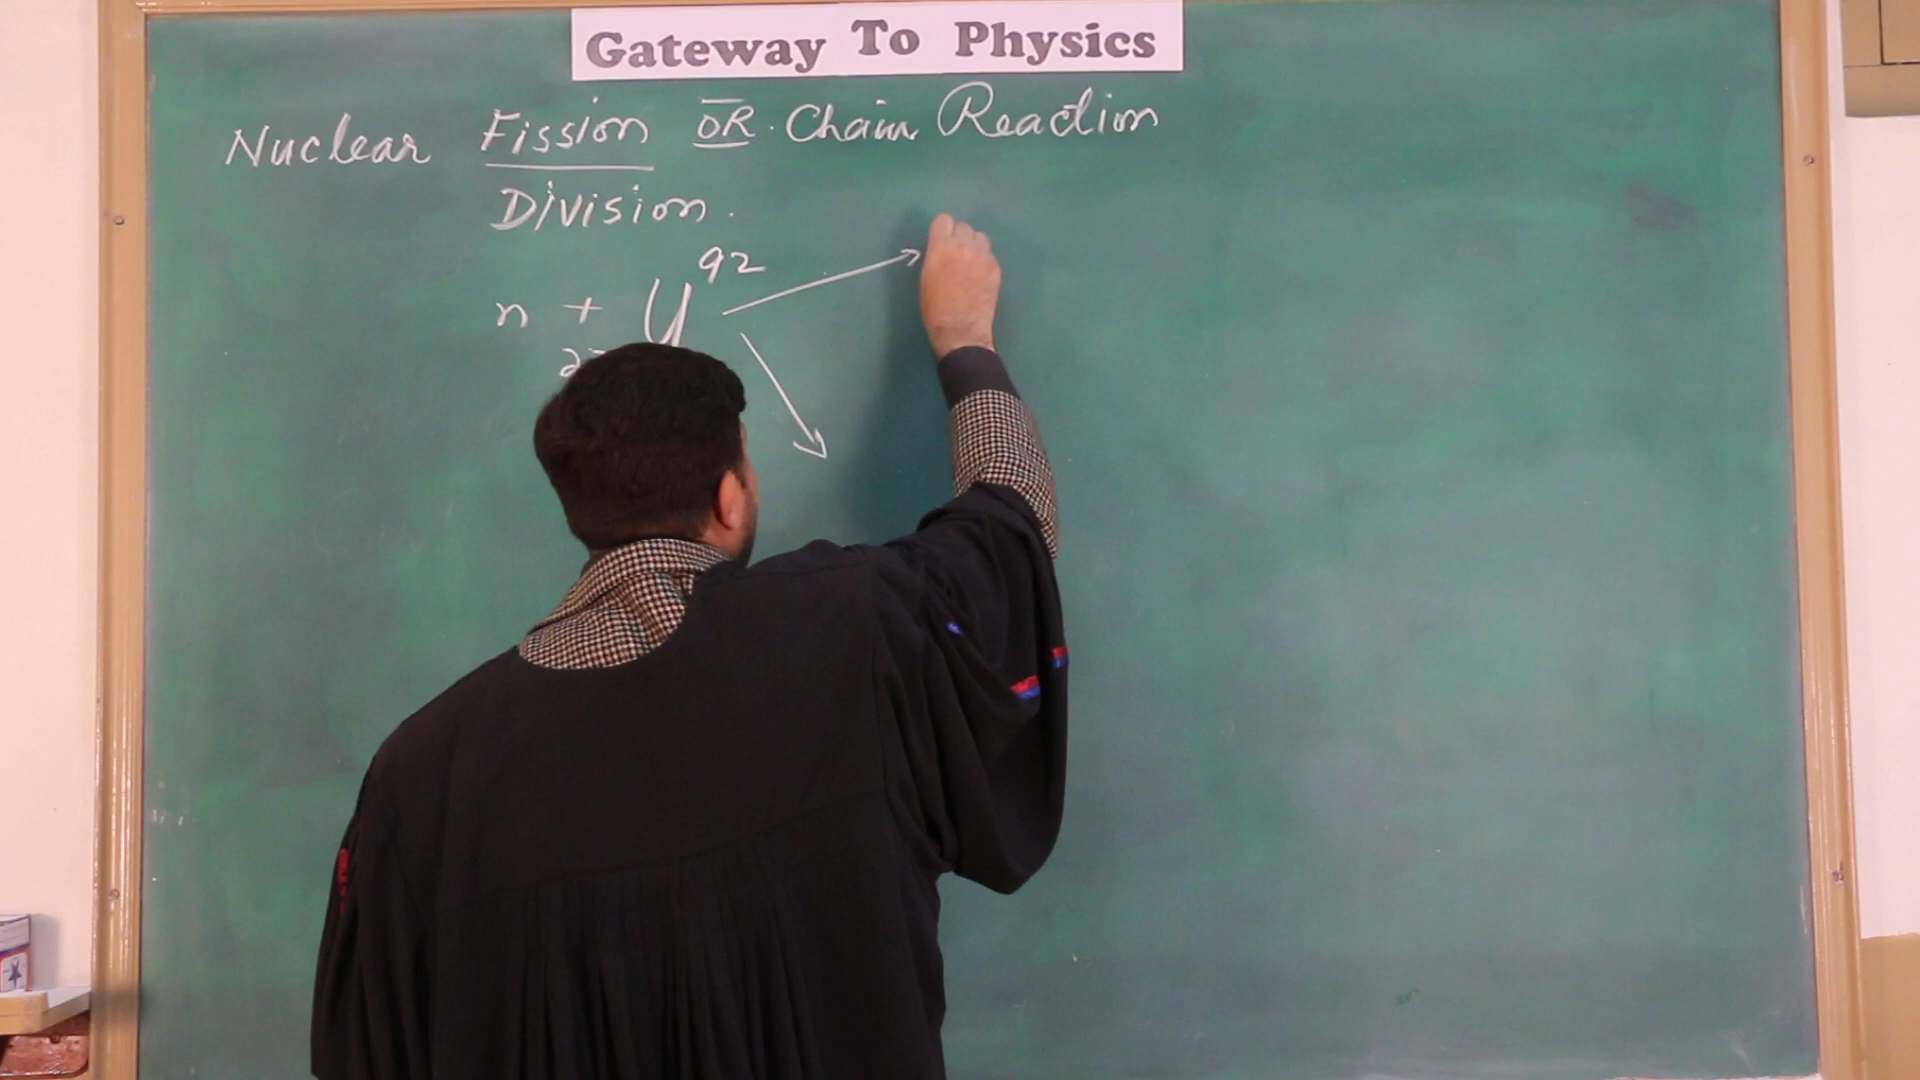 Gateway To Physics
Nuclear Fission OR. Chain Reaction
Division.
92
n + U